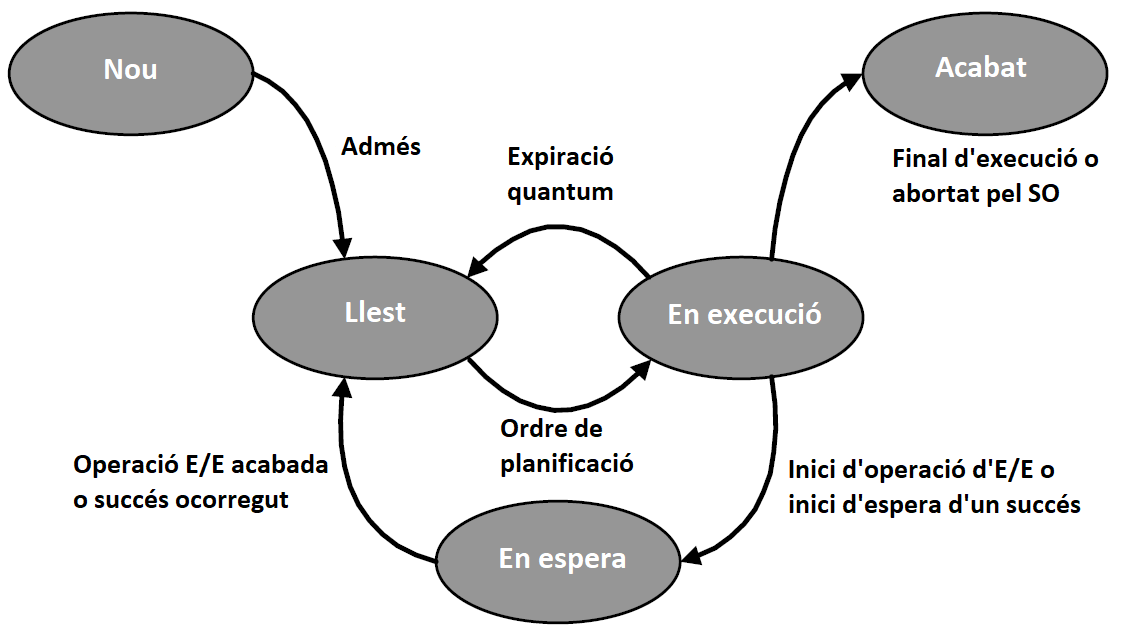 Nou
Acabat
Admés
Expiració
quantum
Final d'execució o
abortat pel SO
Llest
En execució
Ordre de
planificació
Operació E/E acabada
o succés ocorregut
Inici d'operació d'E/E o
inici d'espera d'un succés
En espera